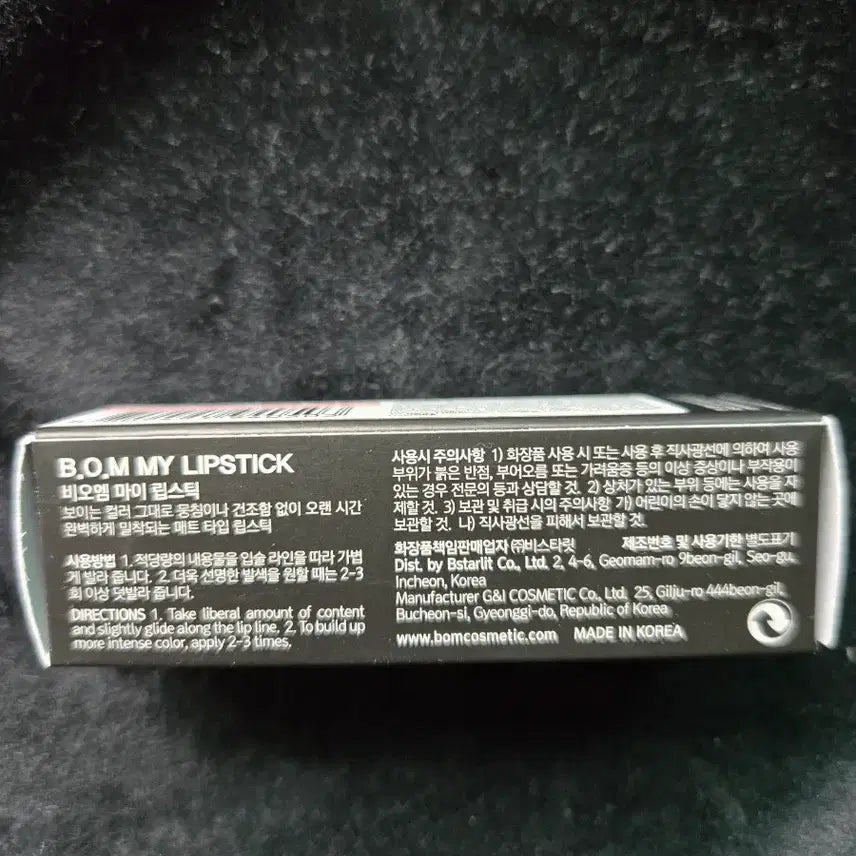 B.O.M MY LIPSTICK
비오엠 마이 립스틱
보이는 컬러 그대로 뭉침이나 건조함 없이 오랜 시간
완벽하게 밀착되는 매트 타입 립스틱
사용방법 1. 적당량의 내용물을 입술 라인을 따라 가볍
게 발라 줍니다. 2. 더욱 선명한 발색을 원할 때는 2-3
회 이상 덧발라 줍니다.
DIRECTIONS 1. Take liberal amount of content
and slightly glide along the lip line. 2. To build up
more intense color, apply 2-3 times.
사용시 주의사항 1) 화장품 사용 시 또는 사용 후 직사광선에 의하여 사용
부위가 붉은 반점, 부어오름 또는 가려움증 등의 이상 증상이나 부작용이
있는 경우 전문의 등과 상담할 것. 2) 상처가 있는 부위 등에는 사용을 자
제할 것. 3) 보관 및 취급 시의 주의사항 가) 어린이의 손이 닿지 않는 곳에
보관할 것. 나) 직사광선을 피해서 보관할 것.
화장품책임판매업자 ㈜비스타릿 제조번호 및 사용기한 별도표기
Dist. by Bstarlit Co., Ltd. 2, 4-6, Geomam-ro 9beon-gil, Seo-gu,
Incheon, Korea
Manufacturer G&I COSMETIC Co., Ltd. 25, Gilju-ro 444beon-gil,
Bucheon-si, Gyeonggi-do, Republic of Korea
www.bomcosmetic.com MADE IN KOREA